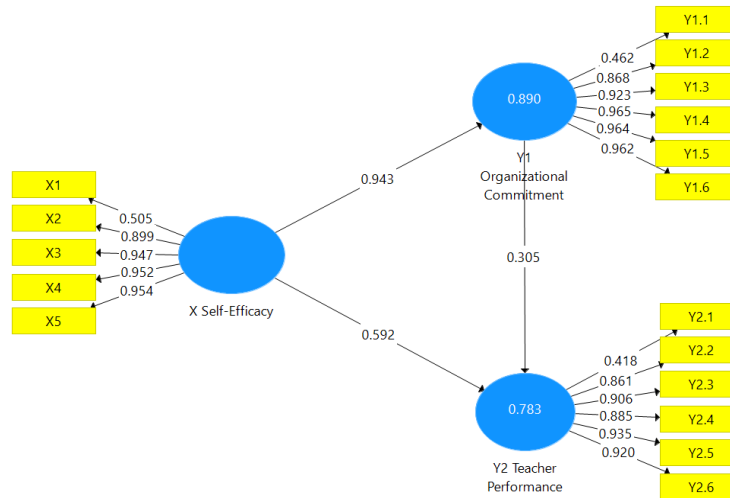 X1
X2
X3
X4
X5
0.505
0.899
0.947
0.952
0.954
X Self-Efficacy
0.943
0.592
0.890
Y1
Organizational
Commitment
0.305
0.462
0.868
0.923
0.965
0.964
0.962
Y1.1
Y1.2
Y1.3
Y1.4
Y1.5
Y1.6
0.783
Y2 Teacher
Performance
0.418
0.861
0.906
0.885
0.935
0.920
Y2.1
Y2.2
Y2.3
Y2.4
Y2.5
Y2.6